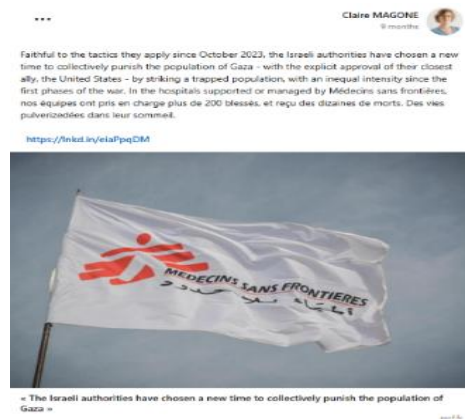 Claire MAGONE
9 months
Faithful to the tactics they apply since October 2023, the Israeli authorities have chosen a new
time to collectively punish the population of Gaza - with the explicit approval of their closest
ally, the United States - by striking a trapped population, with an inequal intensity since the
first phases of the war. In the hospitals supported or managed by Médecins sans frontières,
nos équipes ont pris en charge plus de 200 blessés, et reçu des dizaines de morts. Des vies
pulverizedées dans leur sommeil.
https://lnkd.in/eiaPpqDM
MEDECINS SANS FRONTIERES
أطباء بلا حدود
« The Israeli authorities have chosen a new time to collectively punish the population of
Gaza »